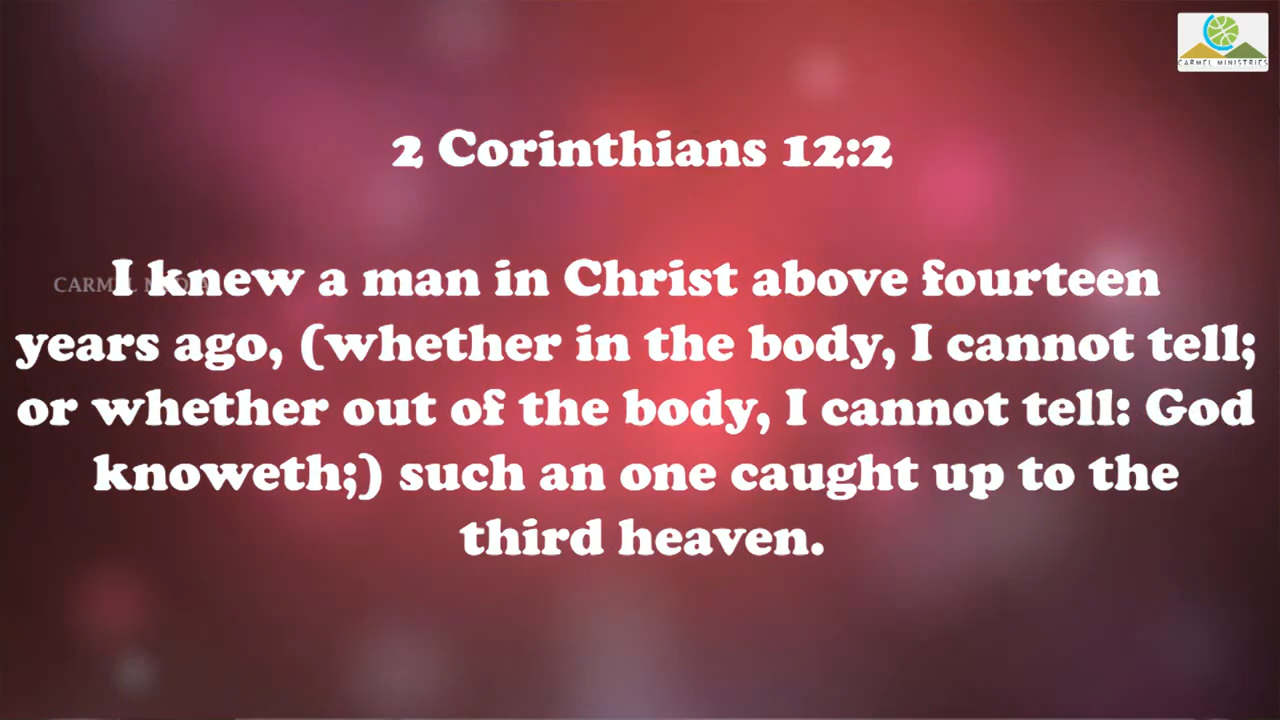 CARMEL MINISTRIES
2 Corinthians 12:2
CARMEL
I knew a man in Christ above fourteen
years ago, (whether in the body, I cannot tell;
or whether out of the body, I cannot tell: God
knoweth;) such an one caught up to the
third heaven.